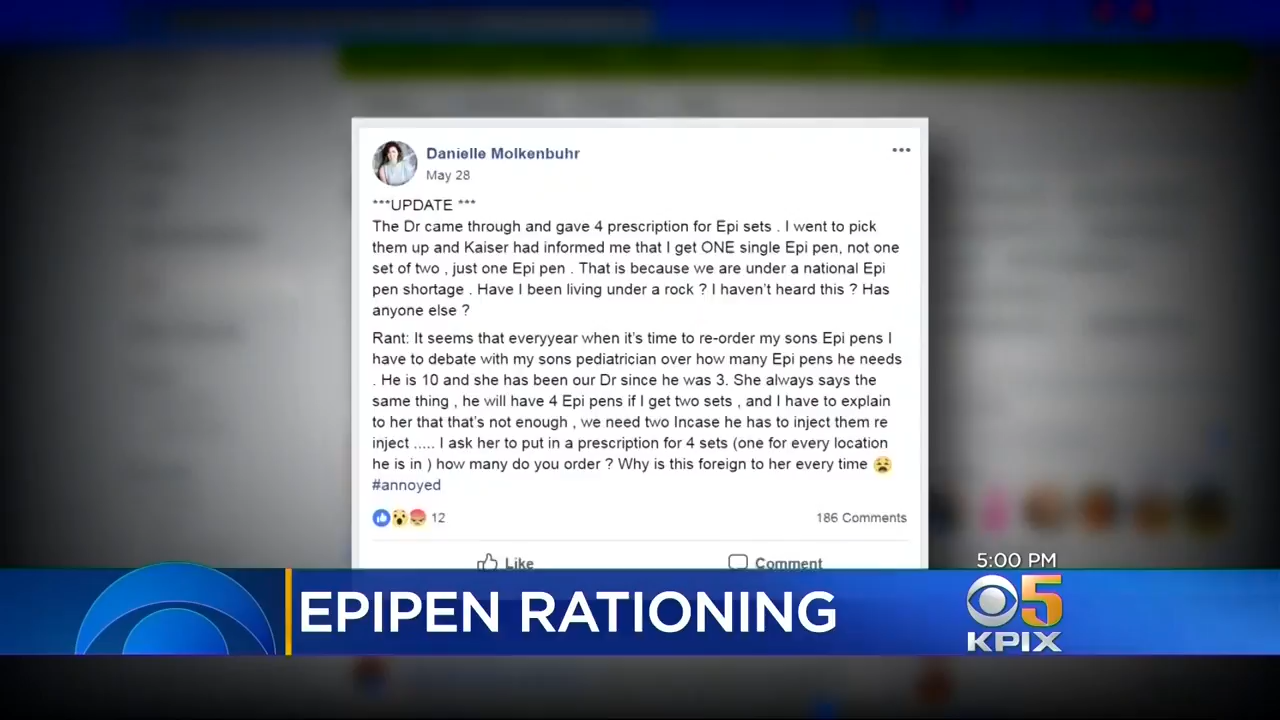 Danielle Molkenbuhr
May 28
***UPDATE ***
The Dr came through and gave 4 prescription for Epi sets . I went to pick
them up and Kaiser had informed me that I get ONE single Epi pen, not one
set of two , just one Epi pen . That is because we are under a national Epi
pen shortage . Have I been living under a rock ? I haven't heard this ? Has
anyone else ?
Rant: It seems that everyyear when it's time to re-order my sons Epi pens I
have to debate with my sons pediatrician over how many Epi pens he needs
. He is 10 and she has been our Dr since he was 3. She always says the
same thing , he will have 4 Epi pens if I get two sets , and I have to explain
to her that that's not enough , we need two Incase he has to inject them re
inject ..... I ask her to put in a prescription for 4 sets (one for every location
he is in ) how many do you order ? Why is this foreign to her every time 😫
#annoyed
12
186 Comments
Like
Comment
5:00 PM
EPIPEN RATIONING
5
KPIX